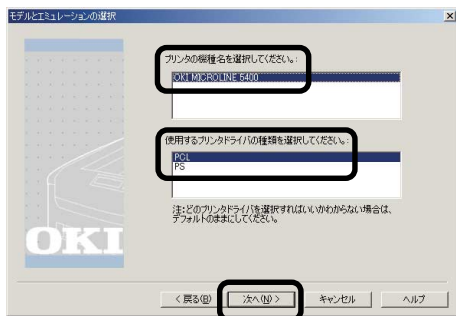 モデルとエミュレーションの選択
プリンタの機種名を選択してください。:
OKI MICROLINE 5400
使用するプリンタドライバの種類を選択してください。:
PCL
PS
注:どのプリンタドライバを選択すればいいかわからない場合は、
デフォルトのままにしてください。
OKI
< 戻る(B)
次へ(N) >
キャンセル
ヘルプ